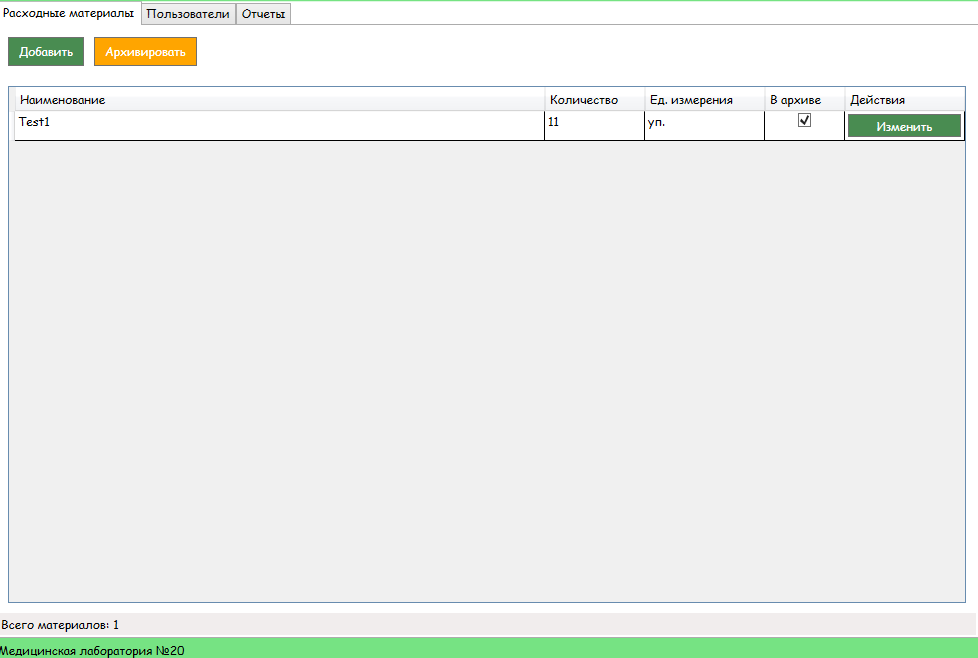 Расходные материалы Пользователи Отчеты
Добавить Архивировать
Наименование Количество Ед. измерения В архиве Действия
Test1 11 уп. Изменить
Всего материалов: 1
Медицинская лаборатория №20